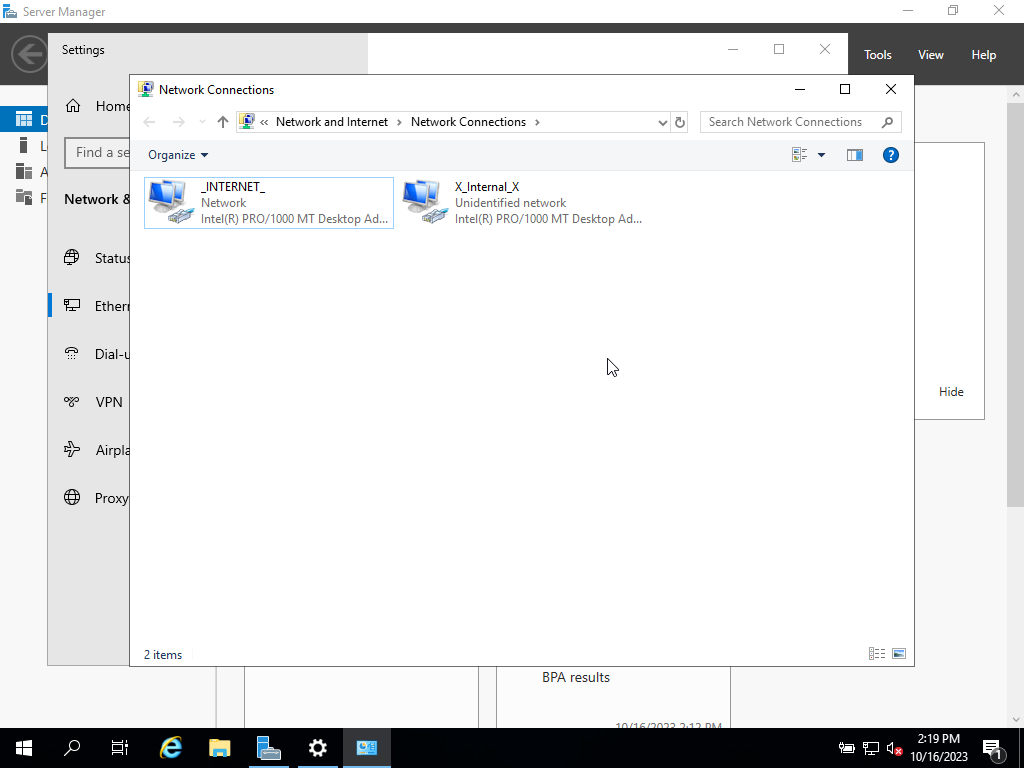 Server Manager
Settings
Tools View Help
Network Connections
Home
« Network and Internet › Network Connections ›
Search Network Connections
Find a se
Organize
Network &
_INTERNET_
Network
Intel(R) PRO/1000 MT Desktop Ad...
X_Internal_X
Unidentified network
Intel(R) PRO/1000 MT Desktop Ad...
D
L
A
F
Status
Ethern
Dial-u
VPN
Airpla
Proxy
Hide
2 items
BPA results
10/16/2023 2:12 PM
2:19 PM
10/16/2023
1